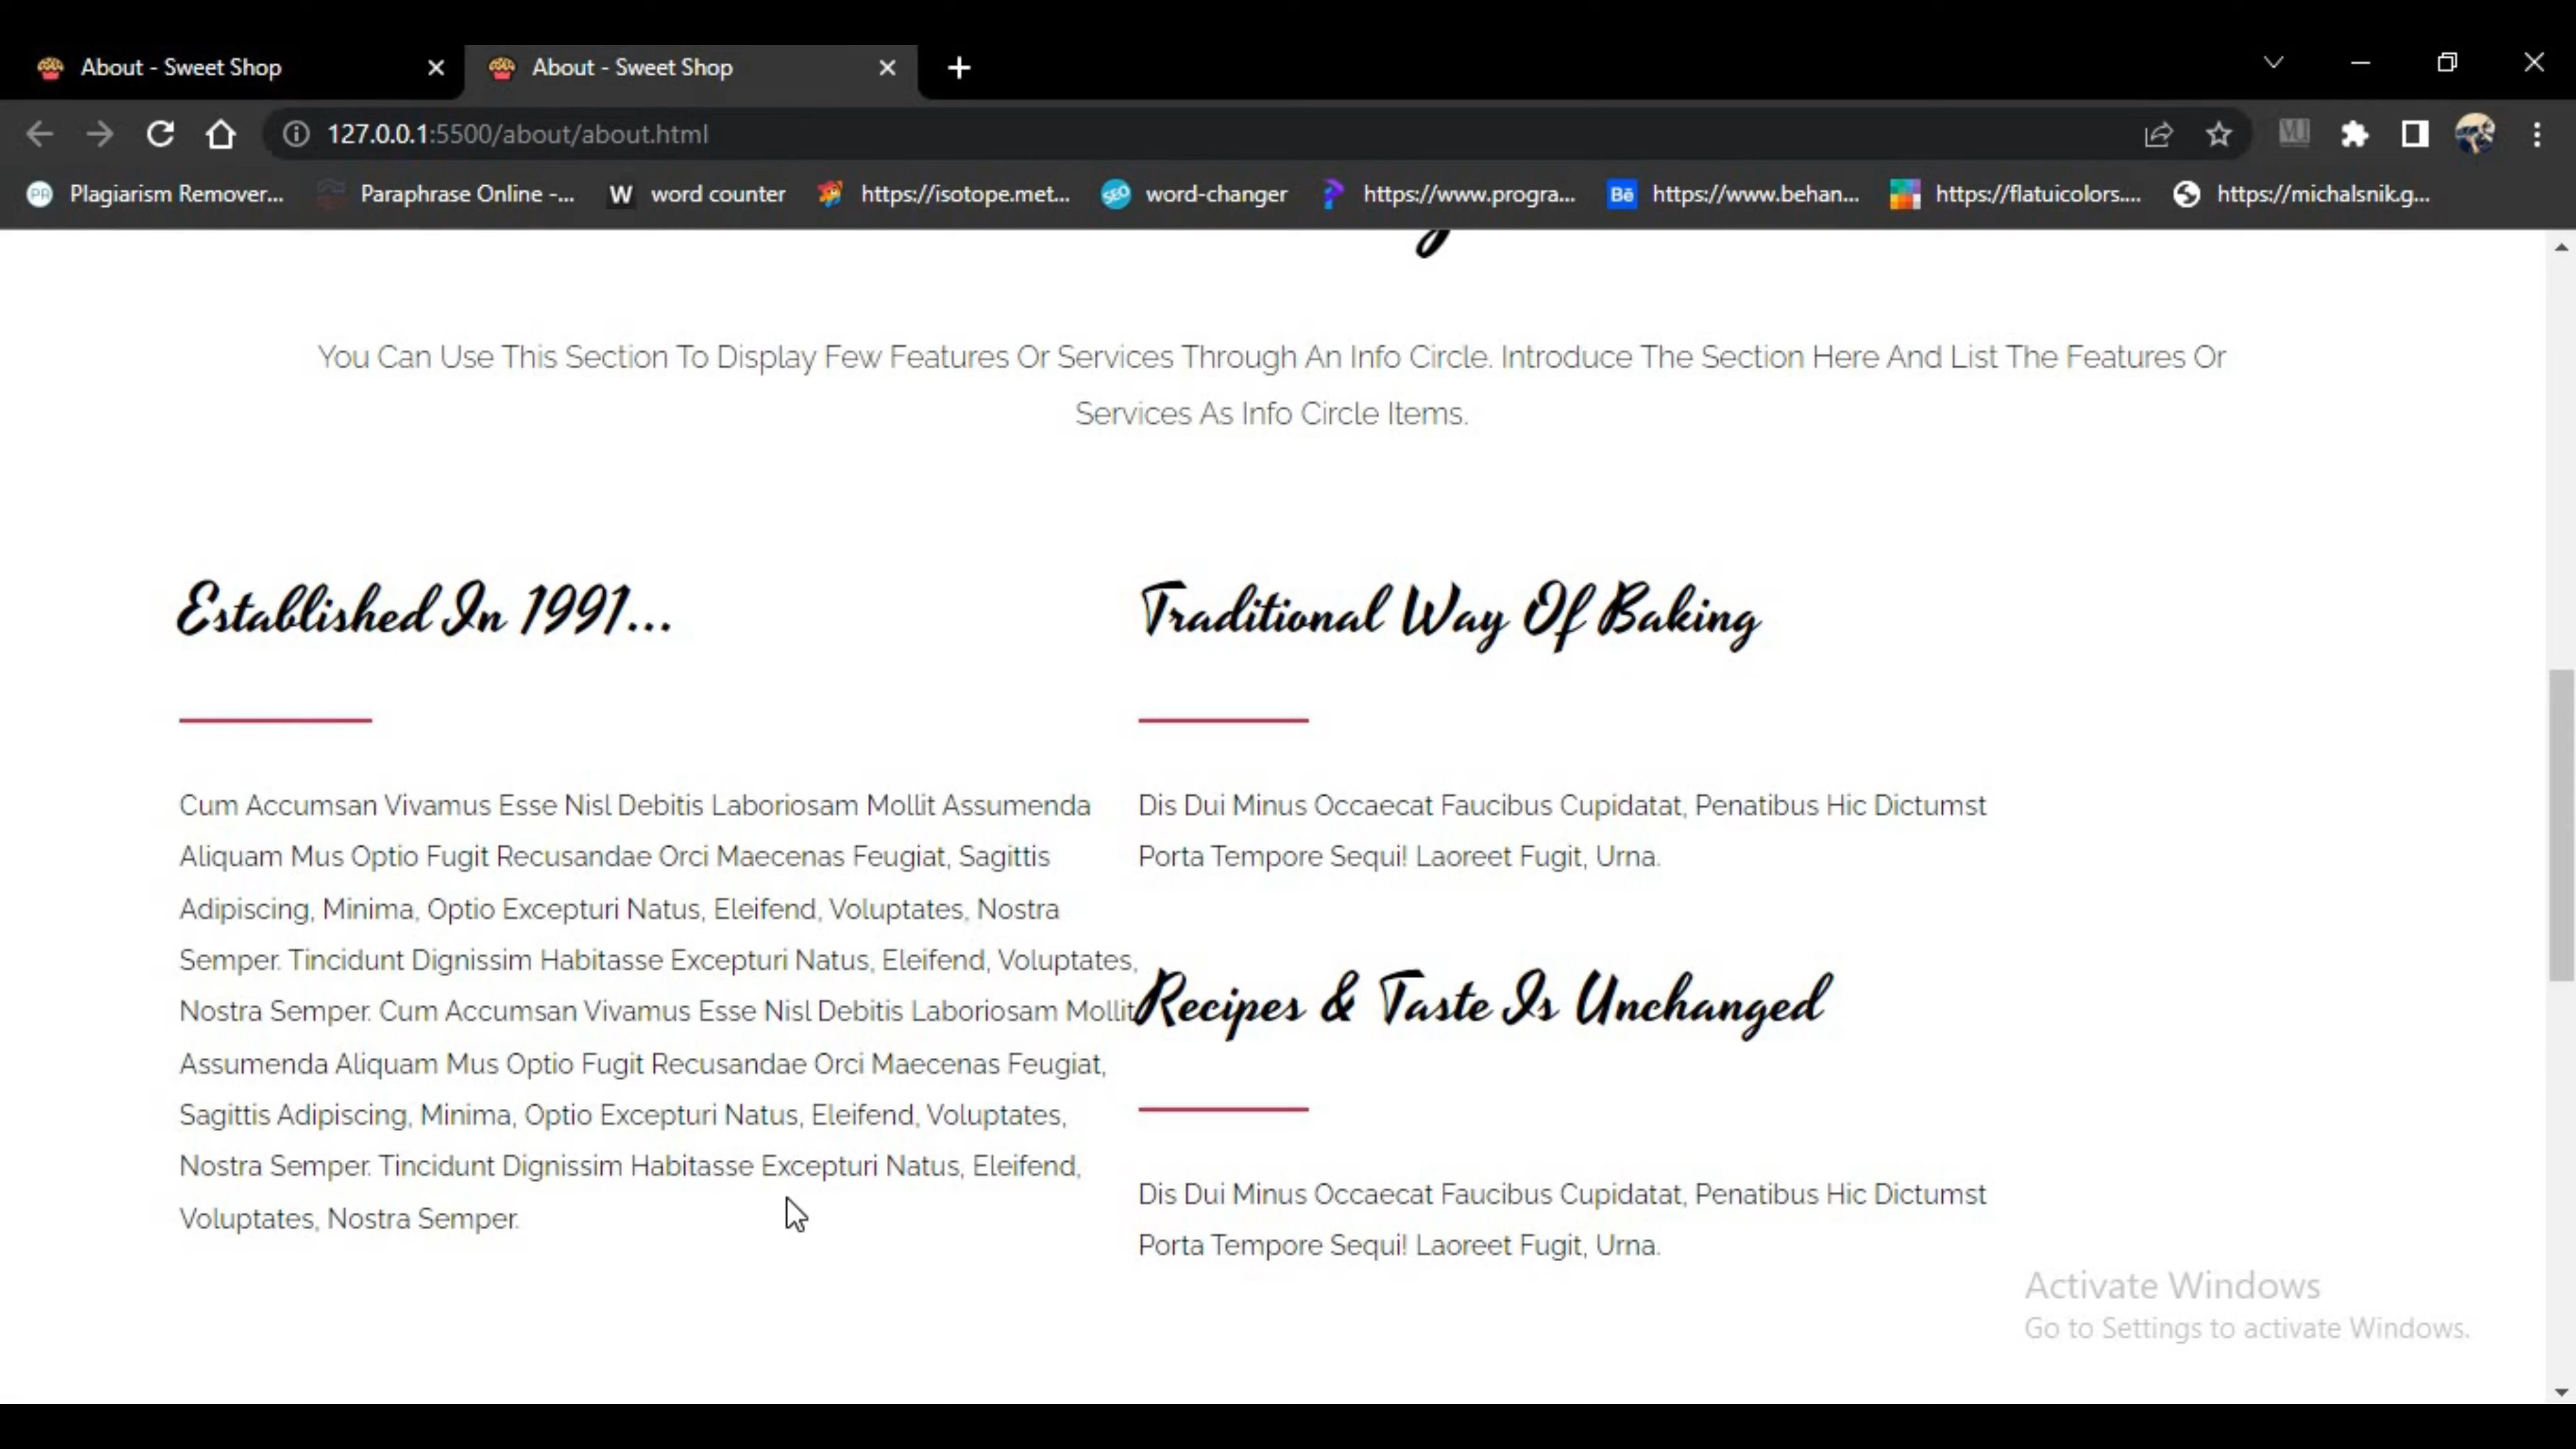 About - Sweet Shop
About - Sweet Shop
127.0.0.1:5500/about/about.html
Plagiarism Remover...
Paraphrase Online -...
word counter
https://isotope.met...
word-changer
https://www.progra...
https://www.behan...
https://flatuicolors....
https://michalsnik.g...
You Can Use This Section To Display Few Features Or Services Through An Info Circle. Introduce The Section Here And List The Features Or
Services As Info Circle Items.
Established In 1991...
Cum Accumsan Vivamus Esse Nisl Debitis Laboriosam Mollit Assumenda
Aliquam Mus Optio Fugit Recusandae Orci Maecenas Feugiat, Sagittis
Adipiscing, Minima, Optio Excepturi Natus, Eleifend, Voluptates, Nostra
Semper. Tincidunt Dignissim Habitasse Excepturi Natus, Eleifend, Voluptates,
Nostra Semper. Cum Accumsan Vivamus Esse Nisl Debitis Laboriosam Mollit
Assumenda Aliquam Mus Optio Fugit Recusandae Orci Maecenas Feugiat,
Sagittis Adipiscing, Minima, Optio Excepturi Natus, Eleifend, Voluptates,
Nostra Semper. Tincidunt Dignissim Habitasse Excepturi Natus, Eleifend,
Voluptates, Nostra Semper.
Traditional Way Of Baking
Dis Dui Minus Occaecat Faucibus Cupidatat, Penatibus Hic Dictumst
Porta Tempore Sequi! Laoreet Fugit, Urna.
Recipes & Taste Is Unchanged
Dis Dui Minus Occaecat Faucibus Cupidatat, Penatibus Hic Dictumst
Porta Tempore Sequi! Laoreet Fugit, Urna.
Activate Windows
Go to Settings to activate Windows.